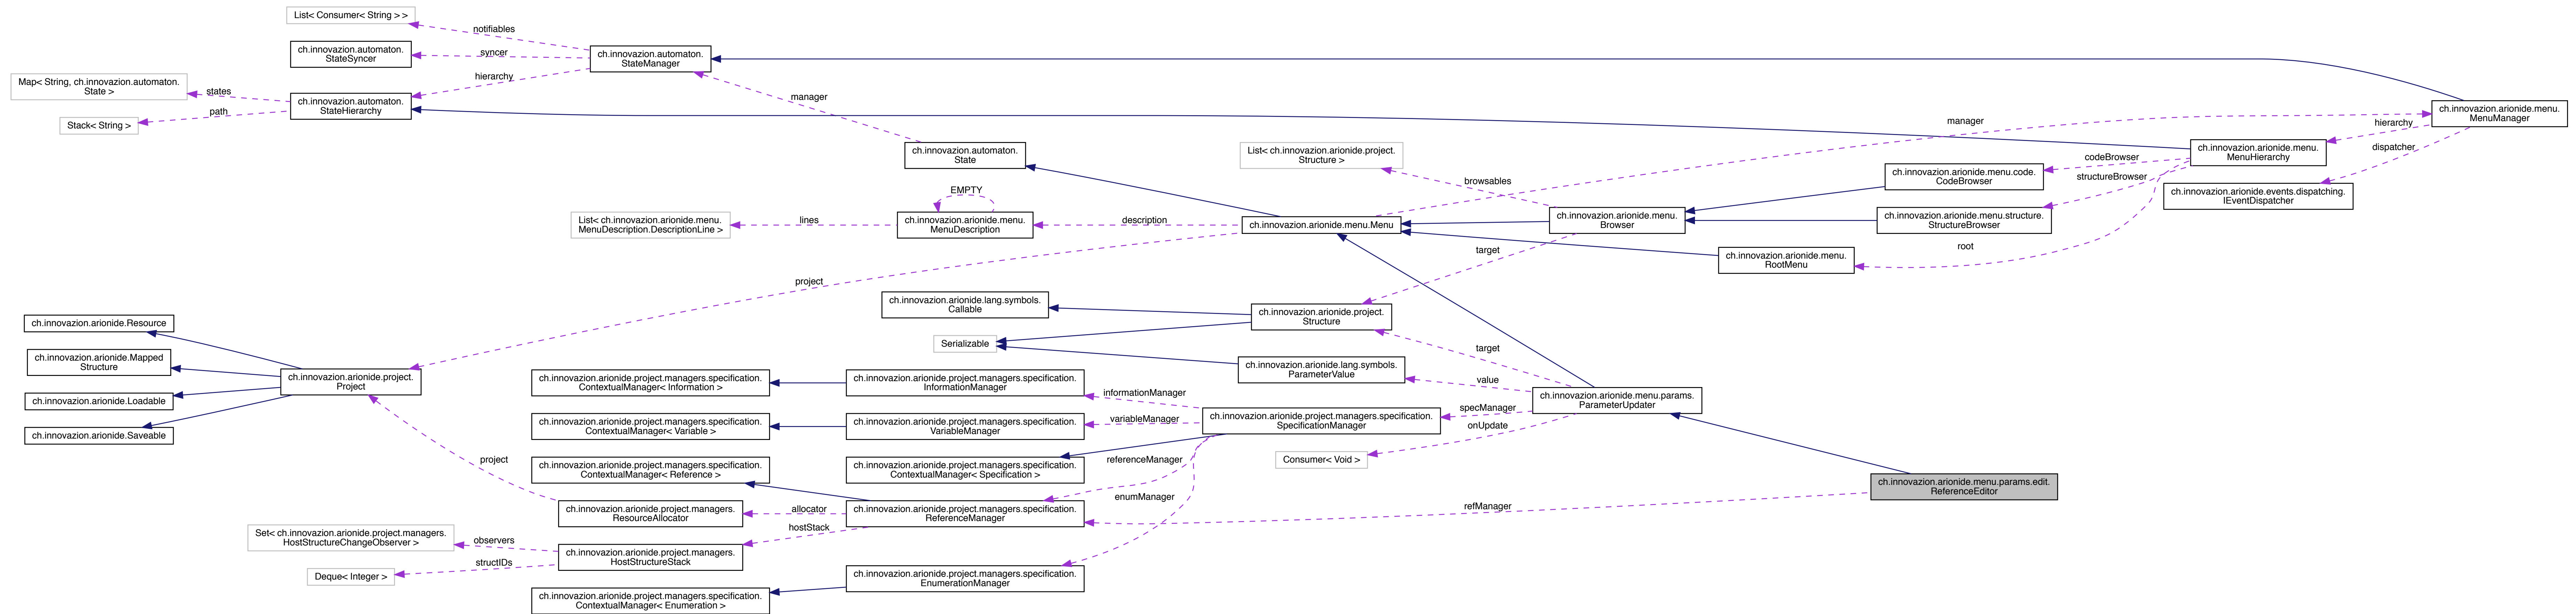 List< Consumer< String > >
notifiables
ch.innovazion.automaton.
StateSyncer
syncer
ch.innovazion.automaton.
StateManager
hierarchy
Map< String, ch.innovazion.automaton.
State >
states
path
ch.innovazion.automaton.
StateHierarchy
Stack< String >
manager
ch.innovazion.automaton.
State
List< ch.innovazion.arionide.project.
Structure >
browsables
manager
ch.innovazion.arionide.menu.
MenuManager
hierarchy
dispatcher
ch.innovazion.arionide.menu.
MenuHierarchy
codeBrowser
structureBrowser
ch.innovazion.arionide.menu.code.
CodeBrowser
ch.innovazion.arionide.events.dispatching.
IEventDispatcher
EMPTY
List< ch.innovazion.arionide.menu.
MenuDescription.DescriptionLine >
lines
ch.innovazion.arionide.menu.
MenuDescription
description
ch.innovazion.arionide.menu.Menu
ch.innovazion.arionide.menu.
Browser
ch.innovazion.arionide.menu.structure.
StructureBrowser
root
target
ch.innovazion.arionide.menu.
RootMenu
project
ch.innovazion.arionide.lang.symbols.
Callable
ch.innovazion.arionide.project.
Structure
ch.innovazion.arionide.Resource
Serializable
target
ch.innovazion.arionide.Mapped
Structure
ch.innovazion.arionide.lang.symbols.
ParameterValue
value
ch.innovazion.arionide.project.
Project
ch.innovazion.arionide.project.managers.specification.
ContextualManager< Information >
ch.innovazion.arionide.project.managers.specification.
InformationManager
informationManager
ch.innovazion.arionide.menu.params.
ParameterUpdater
ch.innovazion.arionide.Loadable
specManager
ch.innovazion.arionide.project.managers.specification.
SpecificationManager
variableManager
onUpdate
ch.innovazion.arionide.project.managers.specification.
ContextualManager< Variable >
ch.innovazion.arionide.project.managers.specification.
VariableManager
ch.innovazion.arionide.Saveable
project
referenceManager
Consumer< Void >
ch.innovazion.arionide.project.managers.specification.
ContextualManager< Reference >
ch.innovazion.arionide.project.managers.specification.
ContextualManager< Specification >
enumManager
ch.innovazion.arionide.menu.params.edit.
ReferenceEditor
refManager
ch.innovazion.arionide.project.managers.
ResourceAllocator
allocator
ch.innovazion.arionide.project.managers.specification.
ReferenceManager
hostStack
Set< ch.innovazion.arionide.project.managers.
HostStructureChangeObserver >
observers
structIDs
ch.innovazion.arionide.project.managers.
HostStructureStack
Deque< Integer >
ch.innovazion.arionide.project.managers.specification.
EnumerationManager
ch.innovazion.arionide.project.managers.specification.
ContextualManager< Enumeration >